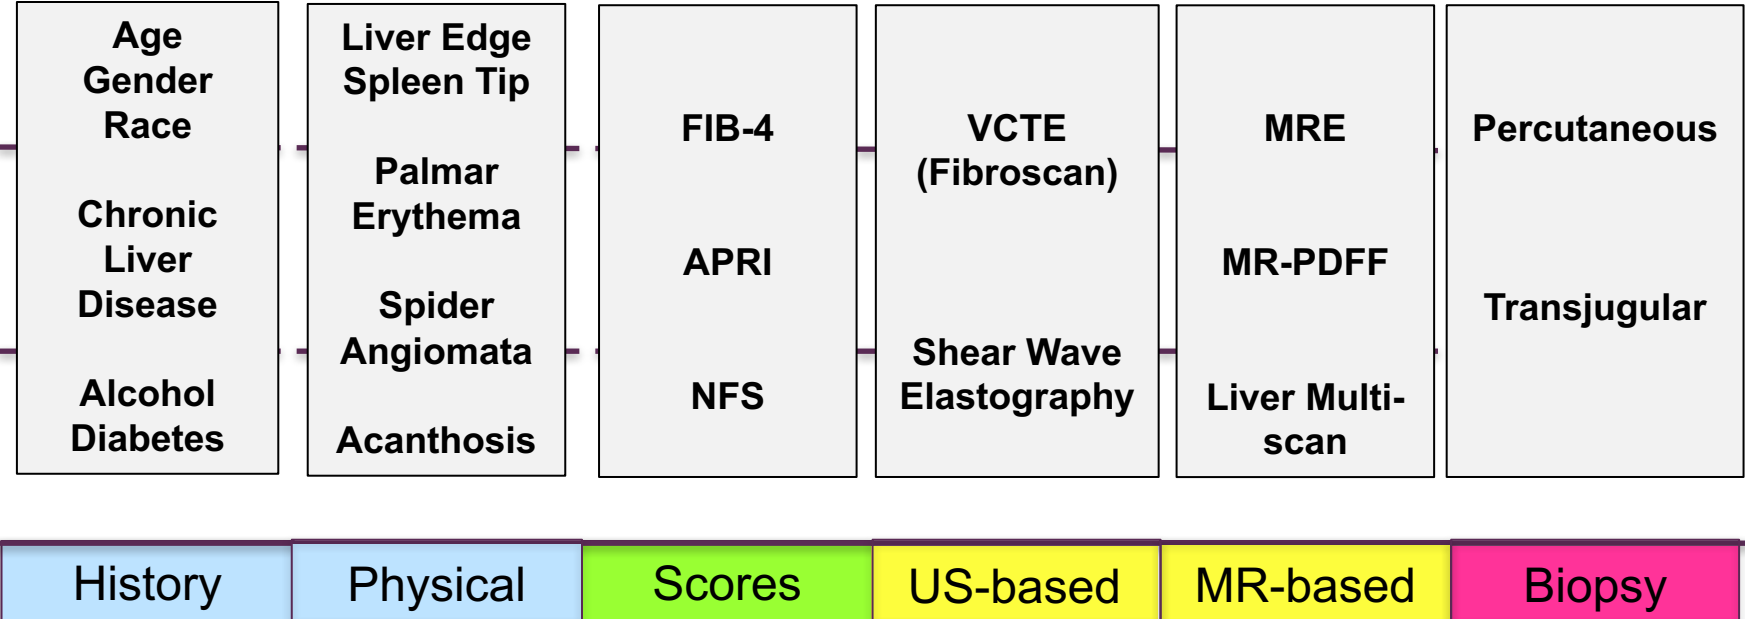 Age
Gender
Race
Chronic
Liver
Disease
Alcohol
Diabetes
Liver Edge
Spleen Tip
Palmar
Erythema
Spider
Angiomata
Acanthosis
FIB-4
APRI
NFS
VCTE
(Fibroscan)
Shear Wave
Elastography
MRE
MR-PDFF
Liver Multi-
scan
Percutaneous
Transjugular
History
Physical
Scores
US-based
MR-based
Biopsy